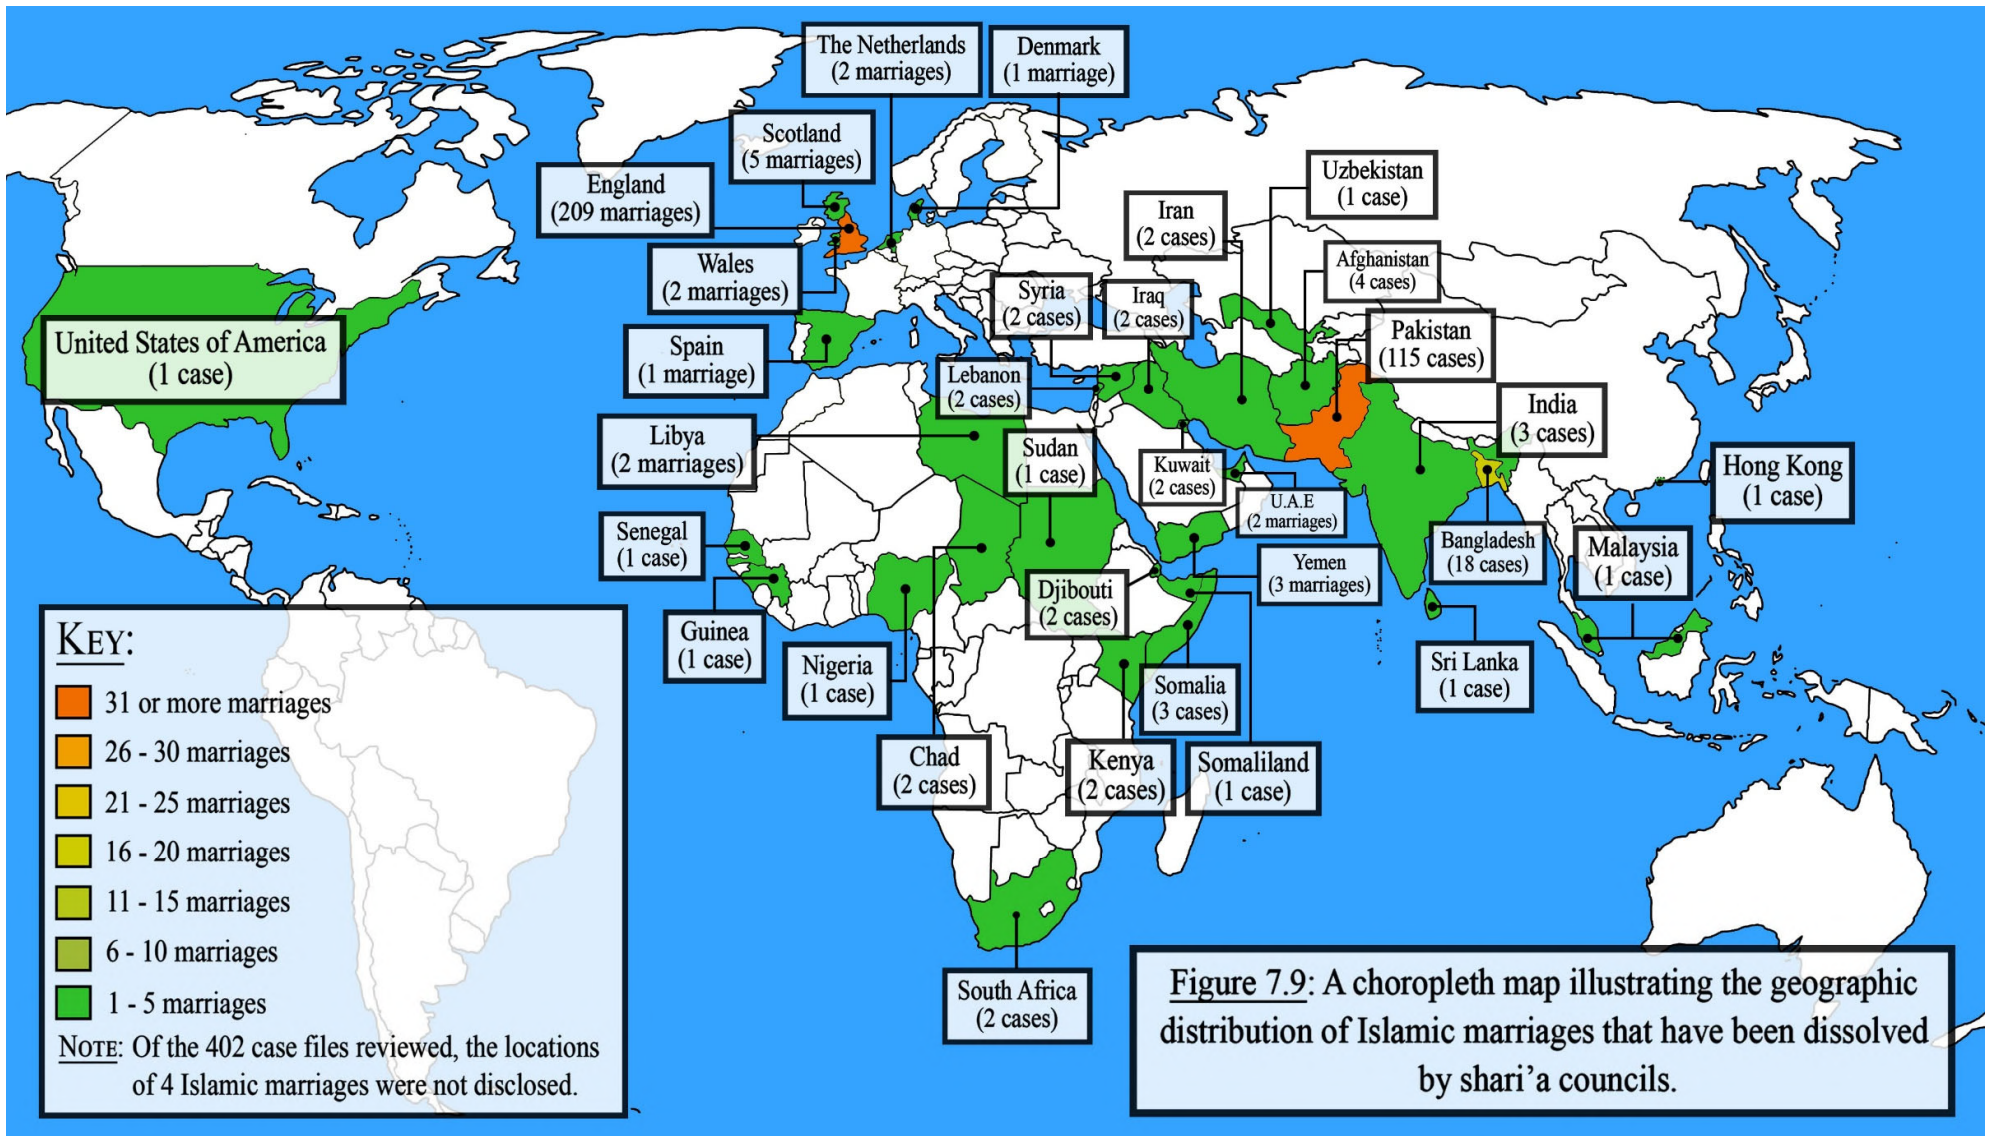 The Netherlands
(2 marriages)
Denmark
(1 marriage)
Scotland
(5 marriages)
England
(209 marriages)
Wales
(2 marriages)
Spain
(1 marriage)
Uzbekistan
(1 case)
Iran
(2 cases)
Afghanistan
(4 cases)
Syria
(2 cases)
Iraq
(2 cases)
Pakistan
(115 cases)
United States of America
(1 case)
Lebanon
(2 cases)
India
(3 cases)
Libya
(2 marriages)
Sudan
(1 case)
Kuwait
(2 cases)
U.A.E
(2 marriages)
Hong Kong
(1 case)
Senegal
(1 case)
Bangladesh
(18 cases)
Malaysia
(1 case)
Yemen
(3 marriages)
Djibouti
(2 cases)
Guinea
(1 case)
Nigeria
(1 case)
Sri Lanka
(1 case)
Somalia
(3 cases)
Chad
(2 cases)
Kenya
(2 cases)
Somaliland
(1 case)
South Africa
(2 cases)
KEY:
31 or more marriages
26 - 30 marriages
21 - 25 marriages
16 - 20 marriages
11 - 15 marriages
6 - 10 marriages
1 - 5 marriages
NOTE: Of the 402 case files reviewed, the locations
of 4 Islamic marriages were not disclosed.
Figure 7.9: A choropleth map illustrating the geographic
distribution of Islamic marriages that have been dissolved
by shari’a councils.